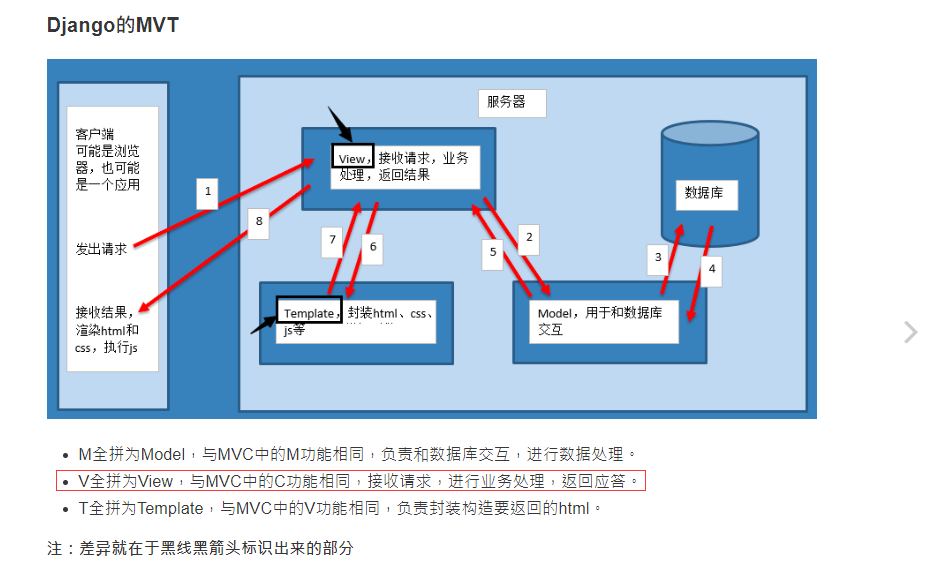 Django的MVT
服务器
客户端
可能是浏览
器，也可能
是一个应用
发出请求
接收结果，
渲染html和
css，执行js
1
8
View，接收请求，业务
处理，返回结果
7
6
5
2
3
4
数据库
Template，封装html、css、
js等
Model，用于和数据库
交互
M全拼为Model，与MVC中的M功能相同，负责和数据库交互，进行数据处理。
V全拼为View，与MVC中的C功能相同，接收请求，进行业务处理，返回应答。
T全拼为Template，与MVC中的V功能相同，负责封装构造要返回的html。
注：差异就在于黑线黑箭头标识出来的部分